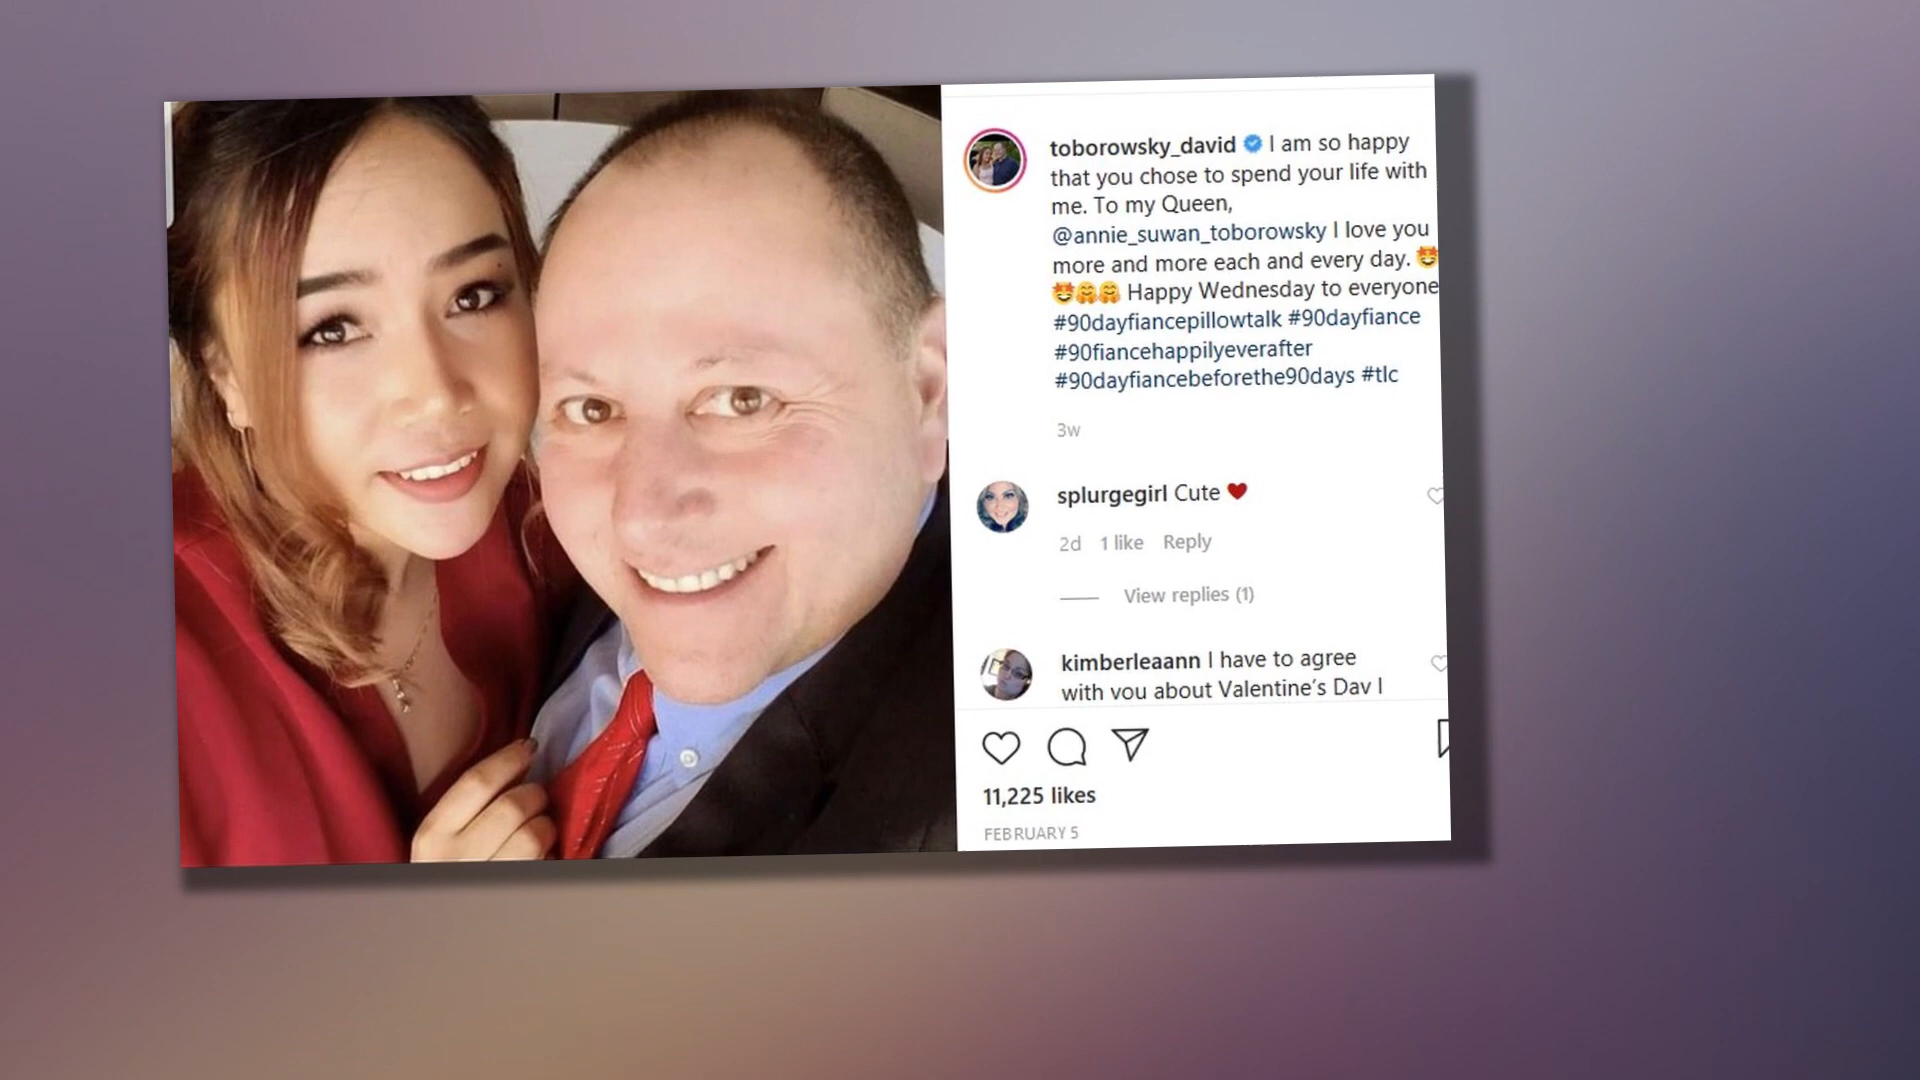 toborowsky_david I am so happy
that you chose to spend your life with
me. To my Queen,
@annie_suwan_toborowsky I love you
more and more each and every day. 🤩
🤩🤗🤗 Happy Wednesday to everyone
#90dayfiancepillowtalk #90dayfiance
#90fiancehappilyeverafter
#90dayfiancebeforethe90days #tlc
3w
splurgegirl Cute ❤️
2d 1 like Reply
View replies (1)
kimberleaann I have to agree
with you about Valentine's Day I
11,225 likes
FEBRUARY 5